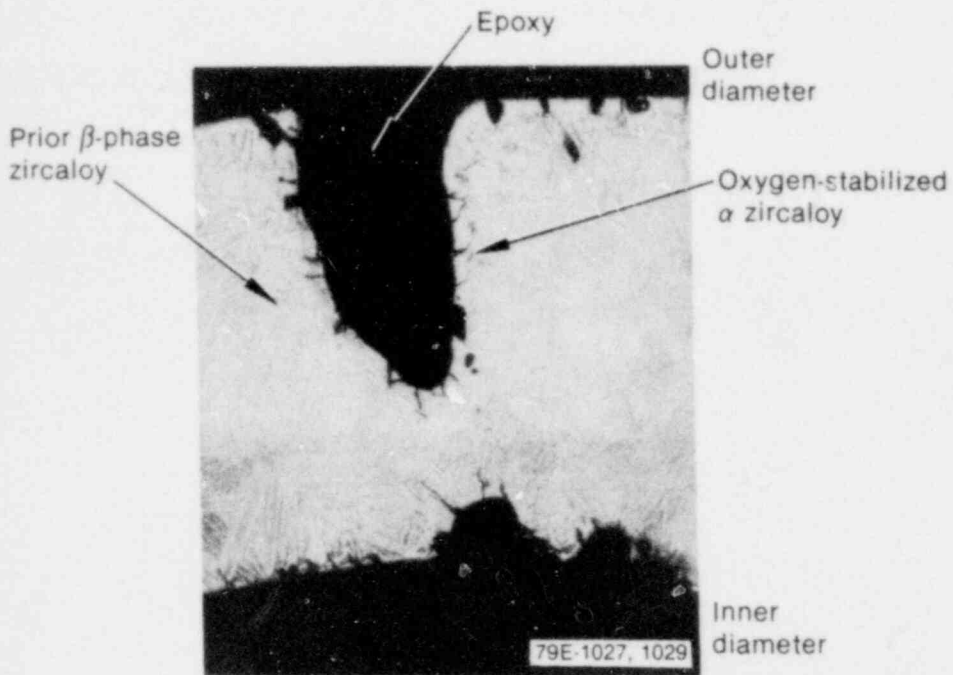 Epoxy
Outer
diameter
Prior β-phase
zircaloy
Oxygen-stabilized
α zircaloy
Inner
diameter
79E-1027, 1029